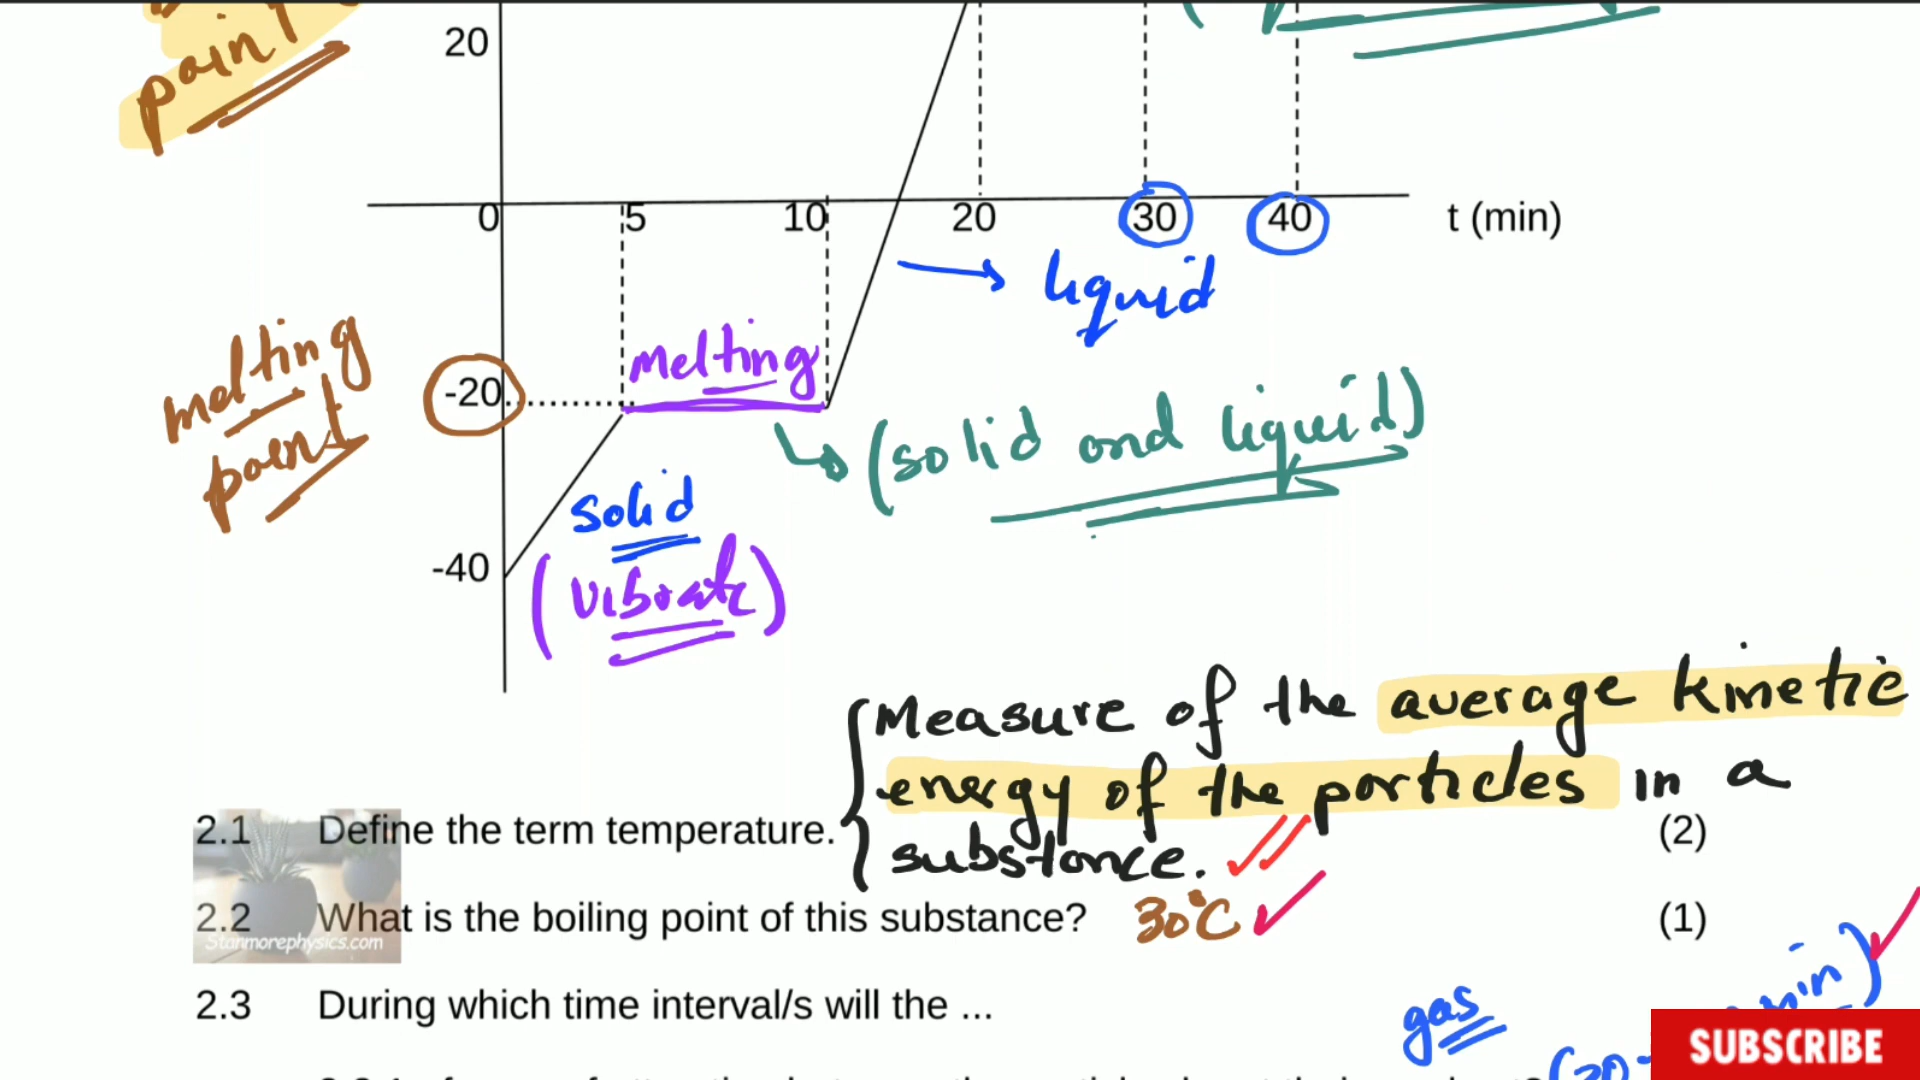 point
20
0 5 10 20 30 40 t (min)
liquid
melting
point
-20
Melting
(solid and liquid)
solid
(vibrate)
-40
Measure of the average kinetic
energy of the particles in a
substance.
2.1 Define the term temperature. (2)
2.2 What is the boiling point of this substance? 30°C (1)
Stanmorephysics.com
2.3 During which time interval/s will the ...
gas
min)
SUBSCRIBE